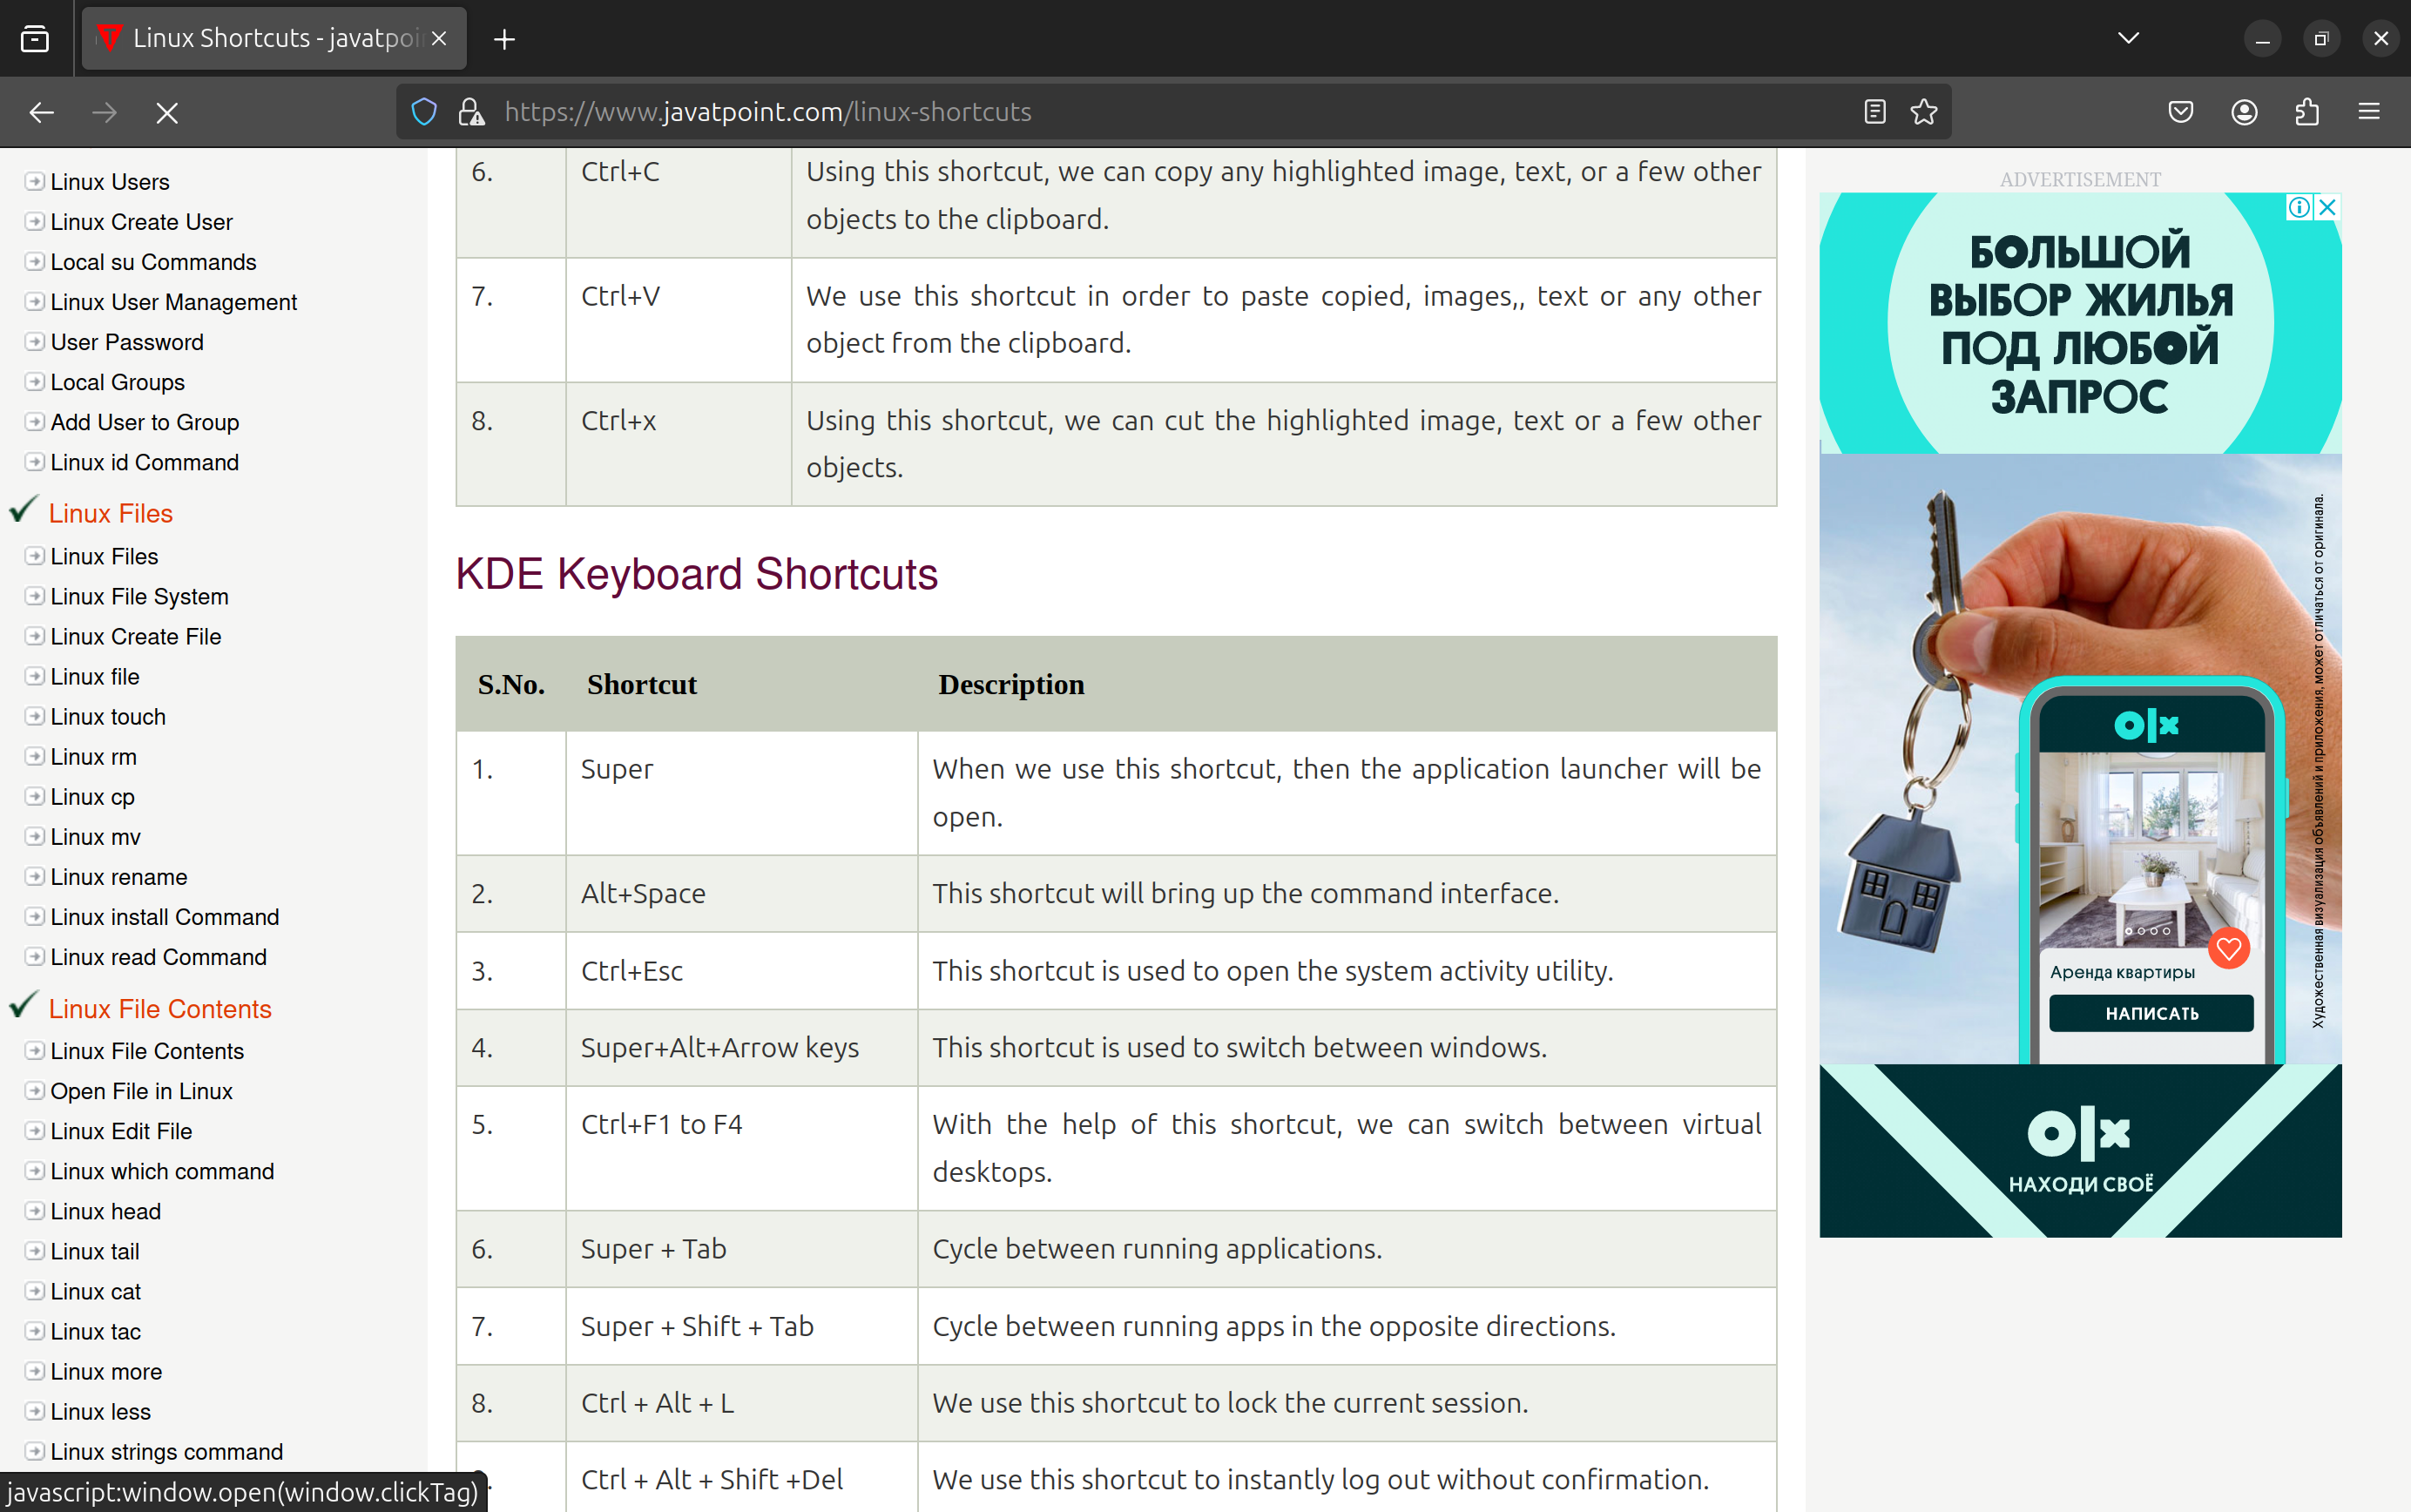 Linux Shortcuts - javatpoi
https://www.javatpoint.com/linux-shortcuts
Linux Users
Linux Create User
Local su Commands
Linux User Management
User Password
Local Groups
Add User to Group
Linux id Command
Linux Files
Linux Files
Linux File System
Linux Create File
Linux file
Linux touch
Linux rm
Linux cp
Linux mv
Linux rename
Linux install Command
Linux read Command
Linux File Contents
Linux File Contents
Open File in Linux
Linux Edit File
Linux which command
Linux head
Linux tail
Linux cat
Linux tac
Linux more
Linux less
Linux strings command
javascript:window.open(window.clickTag)
6. Ctrl+C Using this shortcut, we can copy any highlighted image, text, or a few other
objects to the clipboard.
7. Ctrl+V We use this shortcut in order to paste copied, images,, text or any other
object from the clipboard.
8. Ctrl+x Using this shortcut, we can cut the highlighted image, text or a few other
objects.
KDE Keyboard Shortcuts
S.No. Shortcut Description
1. Super When we use this shortcut, then the application launcher will be
open.
2. Alt+Space This shortcut will bring up the command interface.
3. Ctrl+Esc This shortcut is used to open the system activity utility.
4. Super+Alt+Arrow keys This shortcut is used to switch between windows.
5. Ctrl+F1 to F4 With the help of this shortcut, we can switch between virtual
desktops.
6. Super + Tab Cycle between running applications.
7. Super + Shift + Tab Cycle between running apps in the opposite directions.
8. Ctrl + Alt + L We use this shortcut to lock the current session.
Ctrl + Alt + Shift +Del We use this shortcut to instantly log out without confirmation.
ADVERTISEMENT
БОЛЬШОЙ
ВЫБОР ЖИЛЬЯ
ПОД ЛЮБОЙ
ЗАПРОС
Художественная визуализация объявлений и приложения, может отличаться от оригинала.
olx
Аренда квартиры
НАПИСАТЬ
olx
НАХОДИ СВОЁ